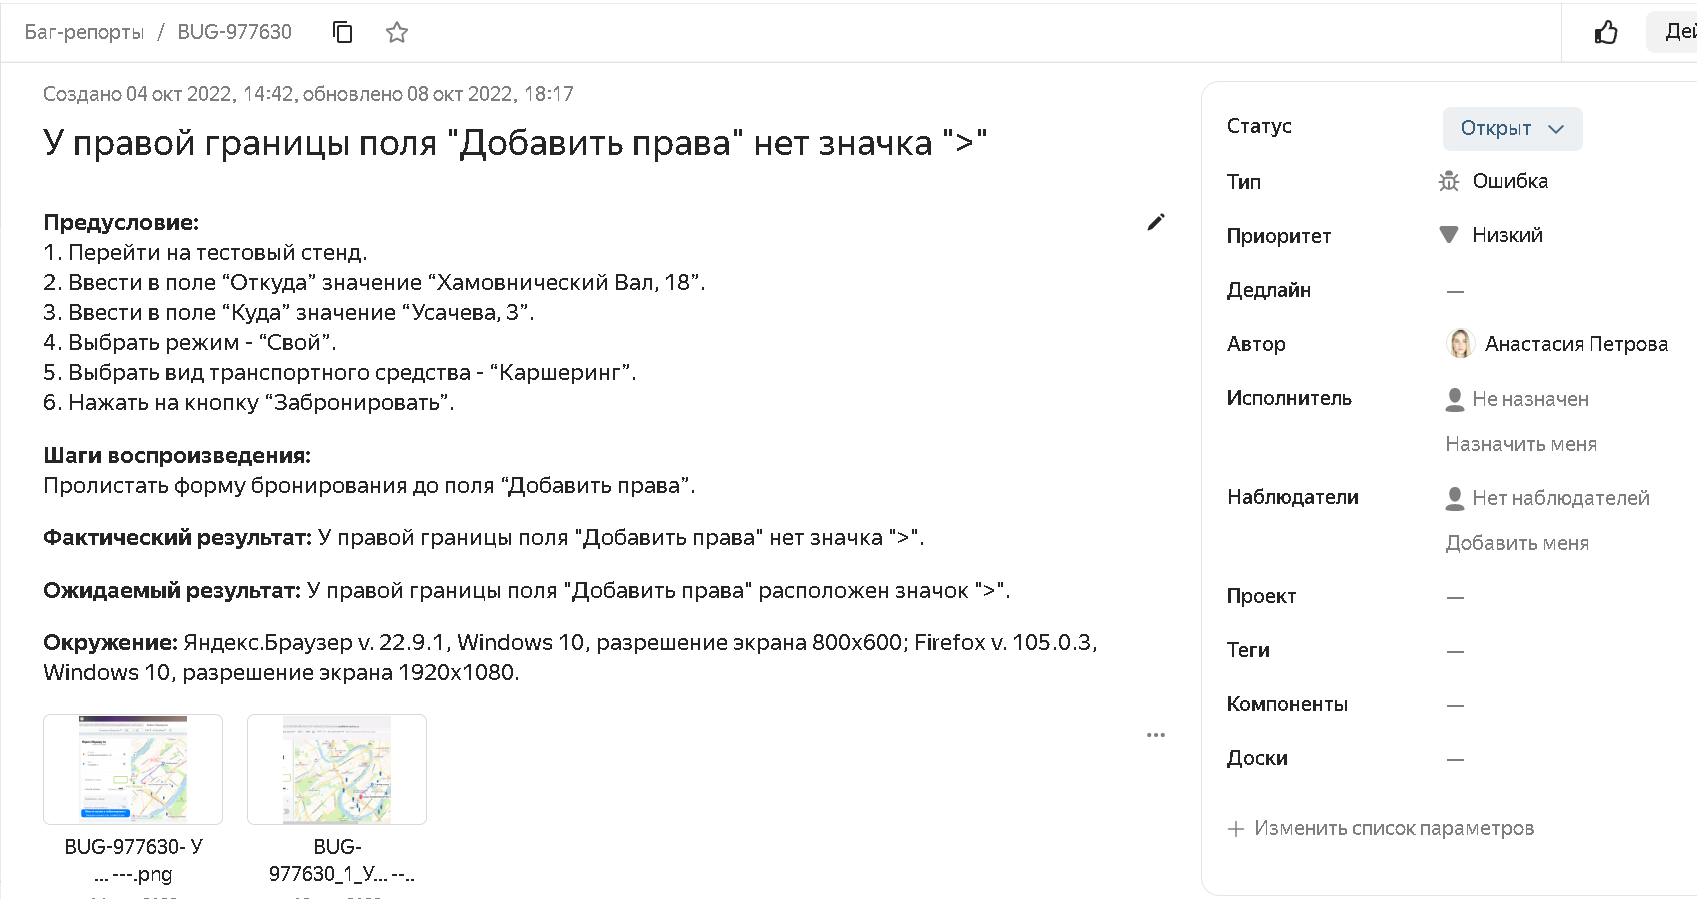 Баг-репорты / BUG-977630
Дей
Создано 04 окт 2022, 14:42, обновлено 08 окт 2022, 18:17
У правой границы поля "Добавить права" нет значка ">"
Предусловие:
1. Перейти на тестовый стенд.
2. Ввести в поле “Откуда” значение “Хамовнический Вал, 18”.
3. Ввести в поле “Куда” значение “Усачева, 3”.
4. Выбрать режим - “Свой”.
5. Выбрать вид транспортного средства - “Каршеринг”.
6. Нажать на кнопку “Забронировать”.
Шаги воспроизведения:
Пролистать форму бронирования до поля “Добавить права”.
Фактический результат: У правой границы поля "Добавить права" нет значка ">".
Ожидаемый результат: У правой границы поля "Добавить права" расположен значок ">".
Окружение: Яндекс.Браузер v. 22.9.1, Windows 10, разрешение экрана 800x600; Firefox v. 105.0.3,
Windows 10, разрешение экрана 1920x1080.
BUG-977630- У
...---.png
BUG-
977630_1_У...--..
Статус Открыт
Тип Ошибка
Приоритет Низкий
Дедлайн —
Автор Анастасия Петрова
Исполнитель Не назначен
Назначить меня
Наблюдатели Нет наблюдателей
Добавить меня
Проект —
Теги —
Компоненты —
Доски —
+ Изменить список параметров